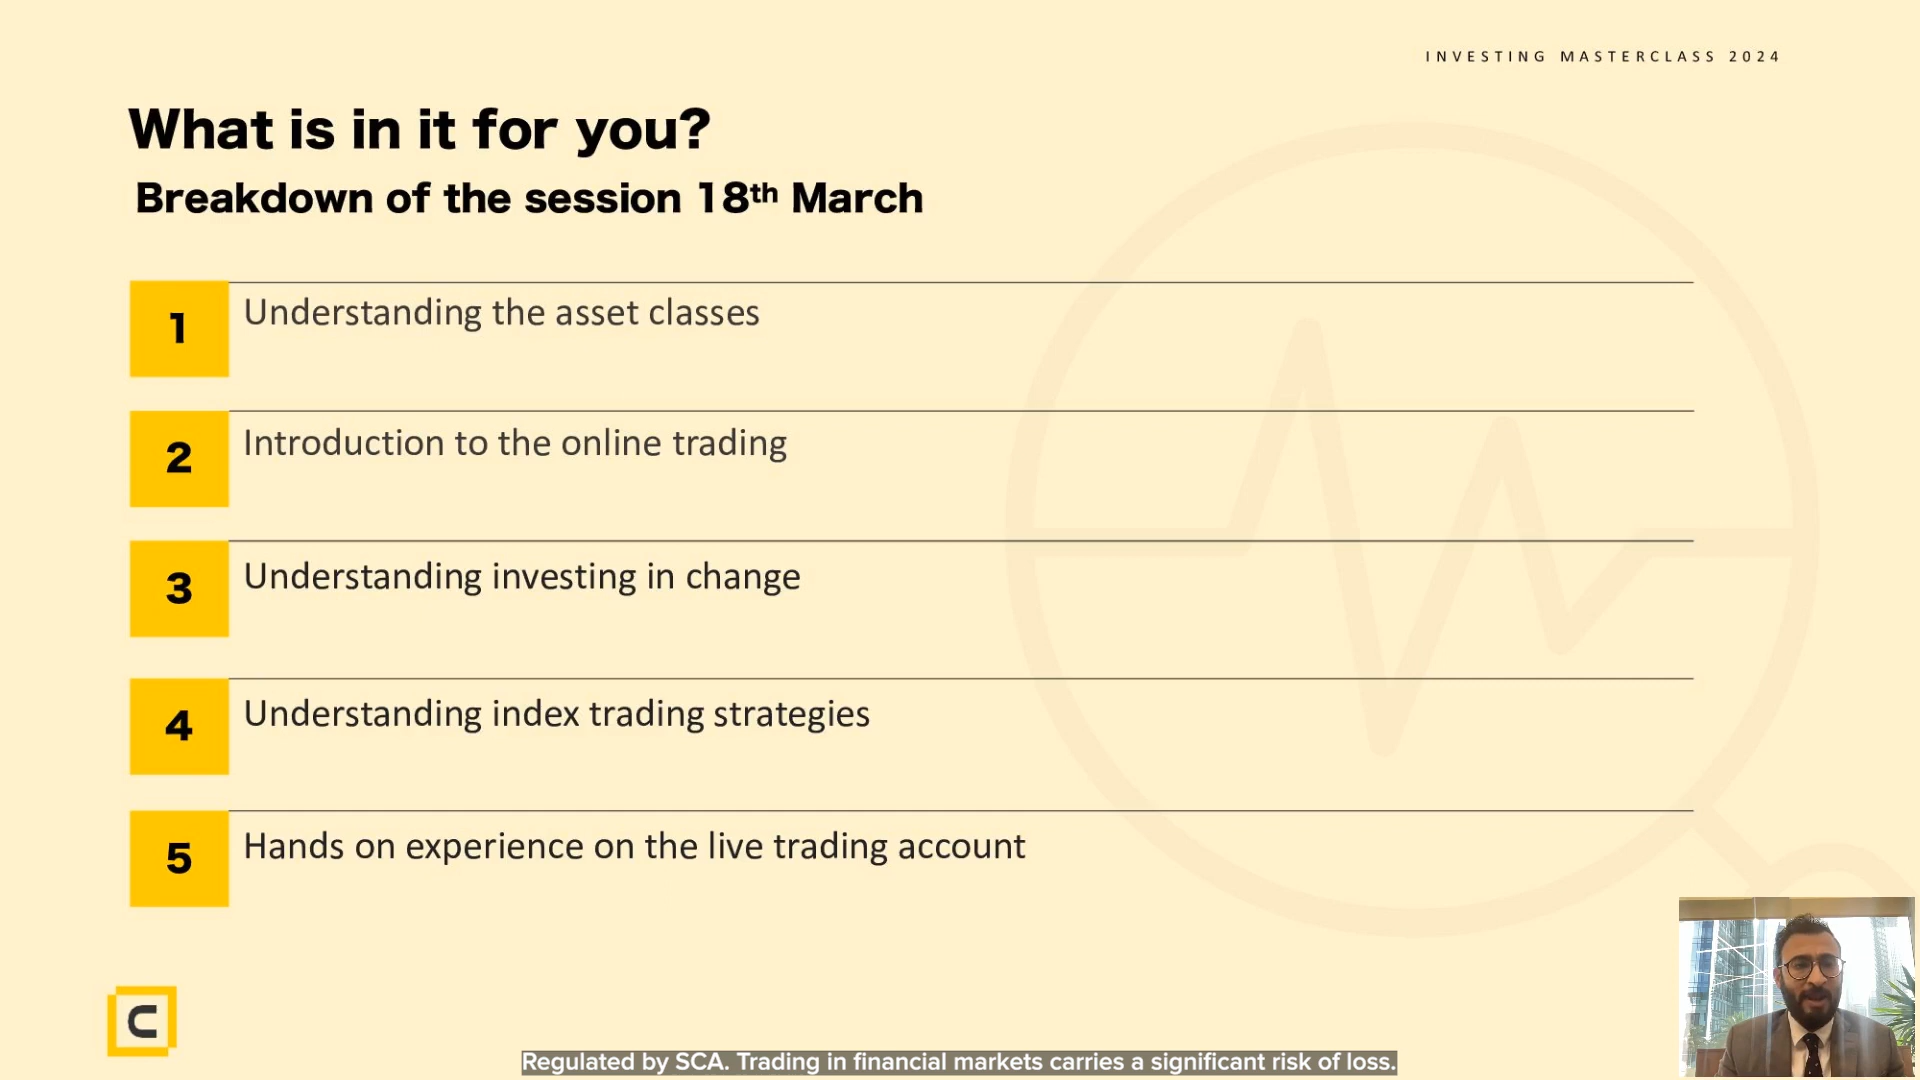 INVESTING MASTERCLASS 2024
What is in it for you?
Breakdown of the session 18th March
1
Understanding the asset classes
2
Introduction to the online trading
3
Understanding investing in change
4
Understanding index trading strategies
5
Hands on experience on the live trading account
C
Regulated by SCA. Trading in financial markets carries a significant risk of loss.